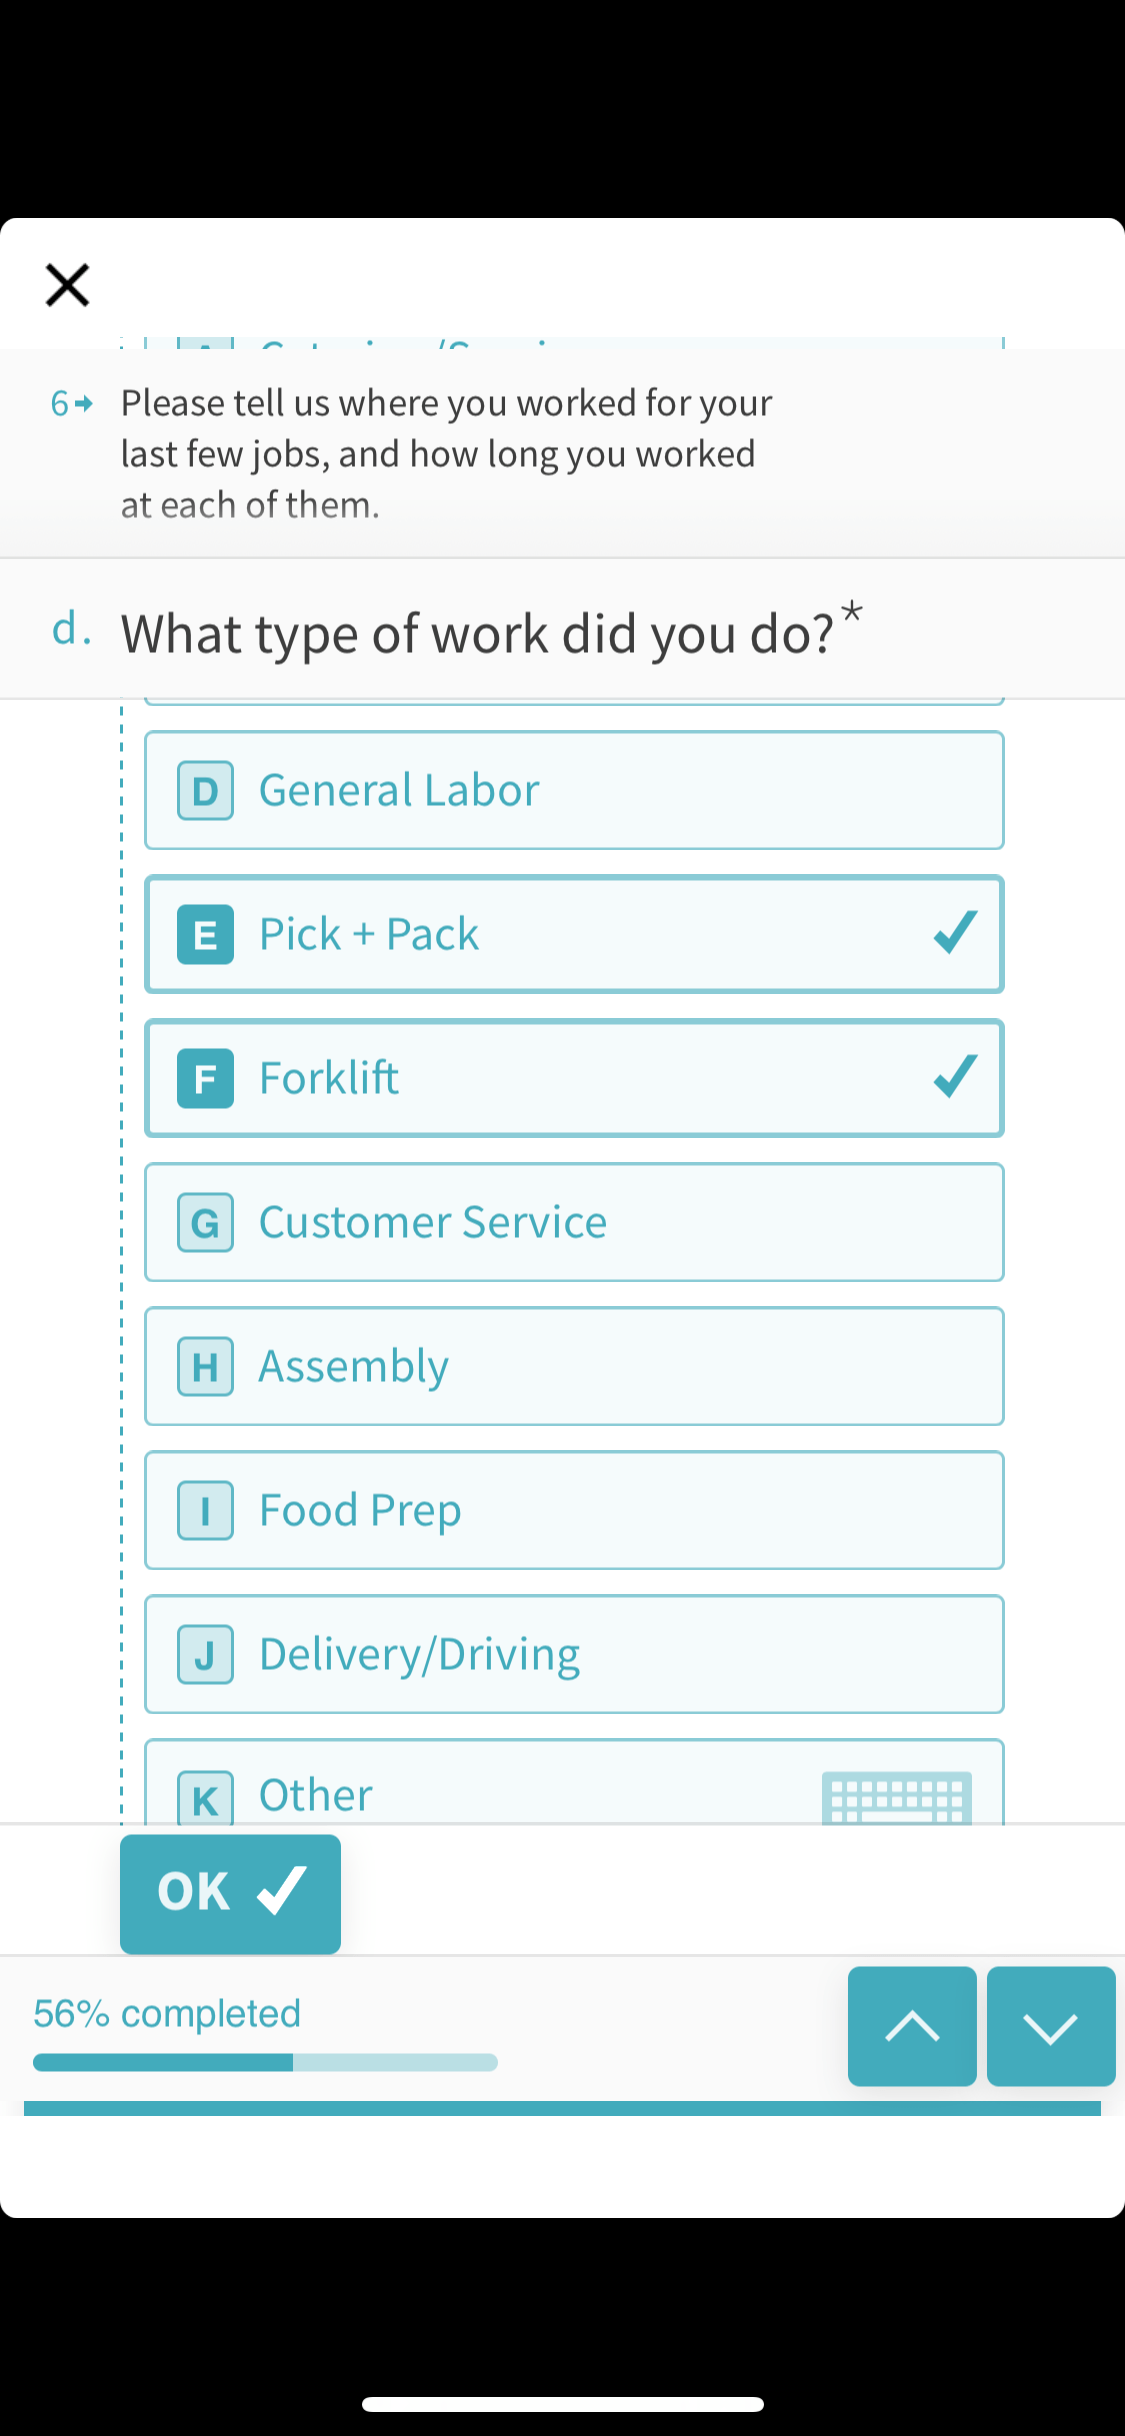 6 Please tell us where you worked for your
last few jobs, and how long you worked
at each of them.
d. What type of work did you do?*
D General Labor
E Pick + Pack
F Forklift
G Customer Service
H Assembly
I Food Prep
J Delivery/Driving
K Other
OK
56% completed